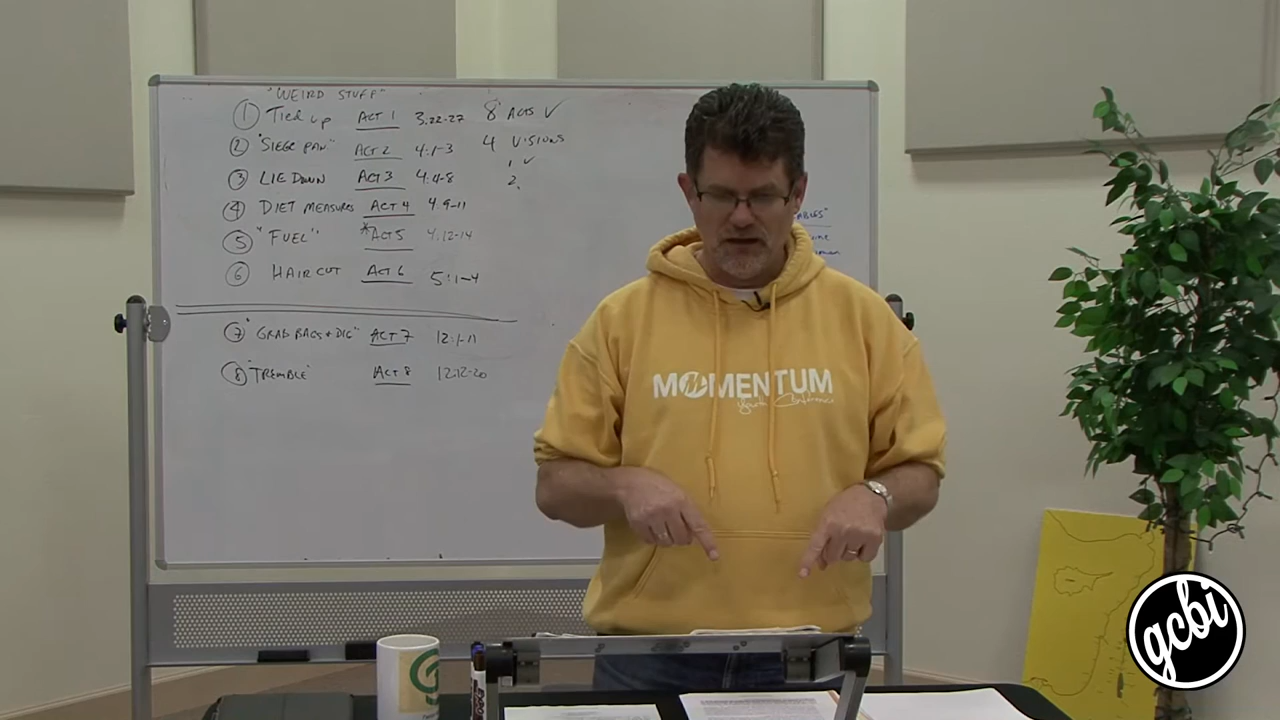 "WEIRD STUFF"
① Tied up ACT 1 3:22-27
② "SIEGE PAN" ACT 2 4:1-3
③ LIE DOWN ACT 3 4:4-8
④ DIET MEASURES ACT 4 4:9-11
⑤ "FUEL" *ACT 5 4:12-14
⑥ HAIR CUT ACT 6 5:1-4
⑦ "GRAB BAGS + DIG" ACT 7 12:1-11
⑧ "TREMBLE" ACT 8 12:12-20
8 ACTS ✓
4 VISIONS
1 ✓
2.
MOMENTUM
Youth Conference
gcbi